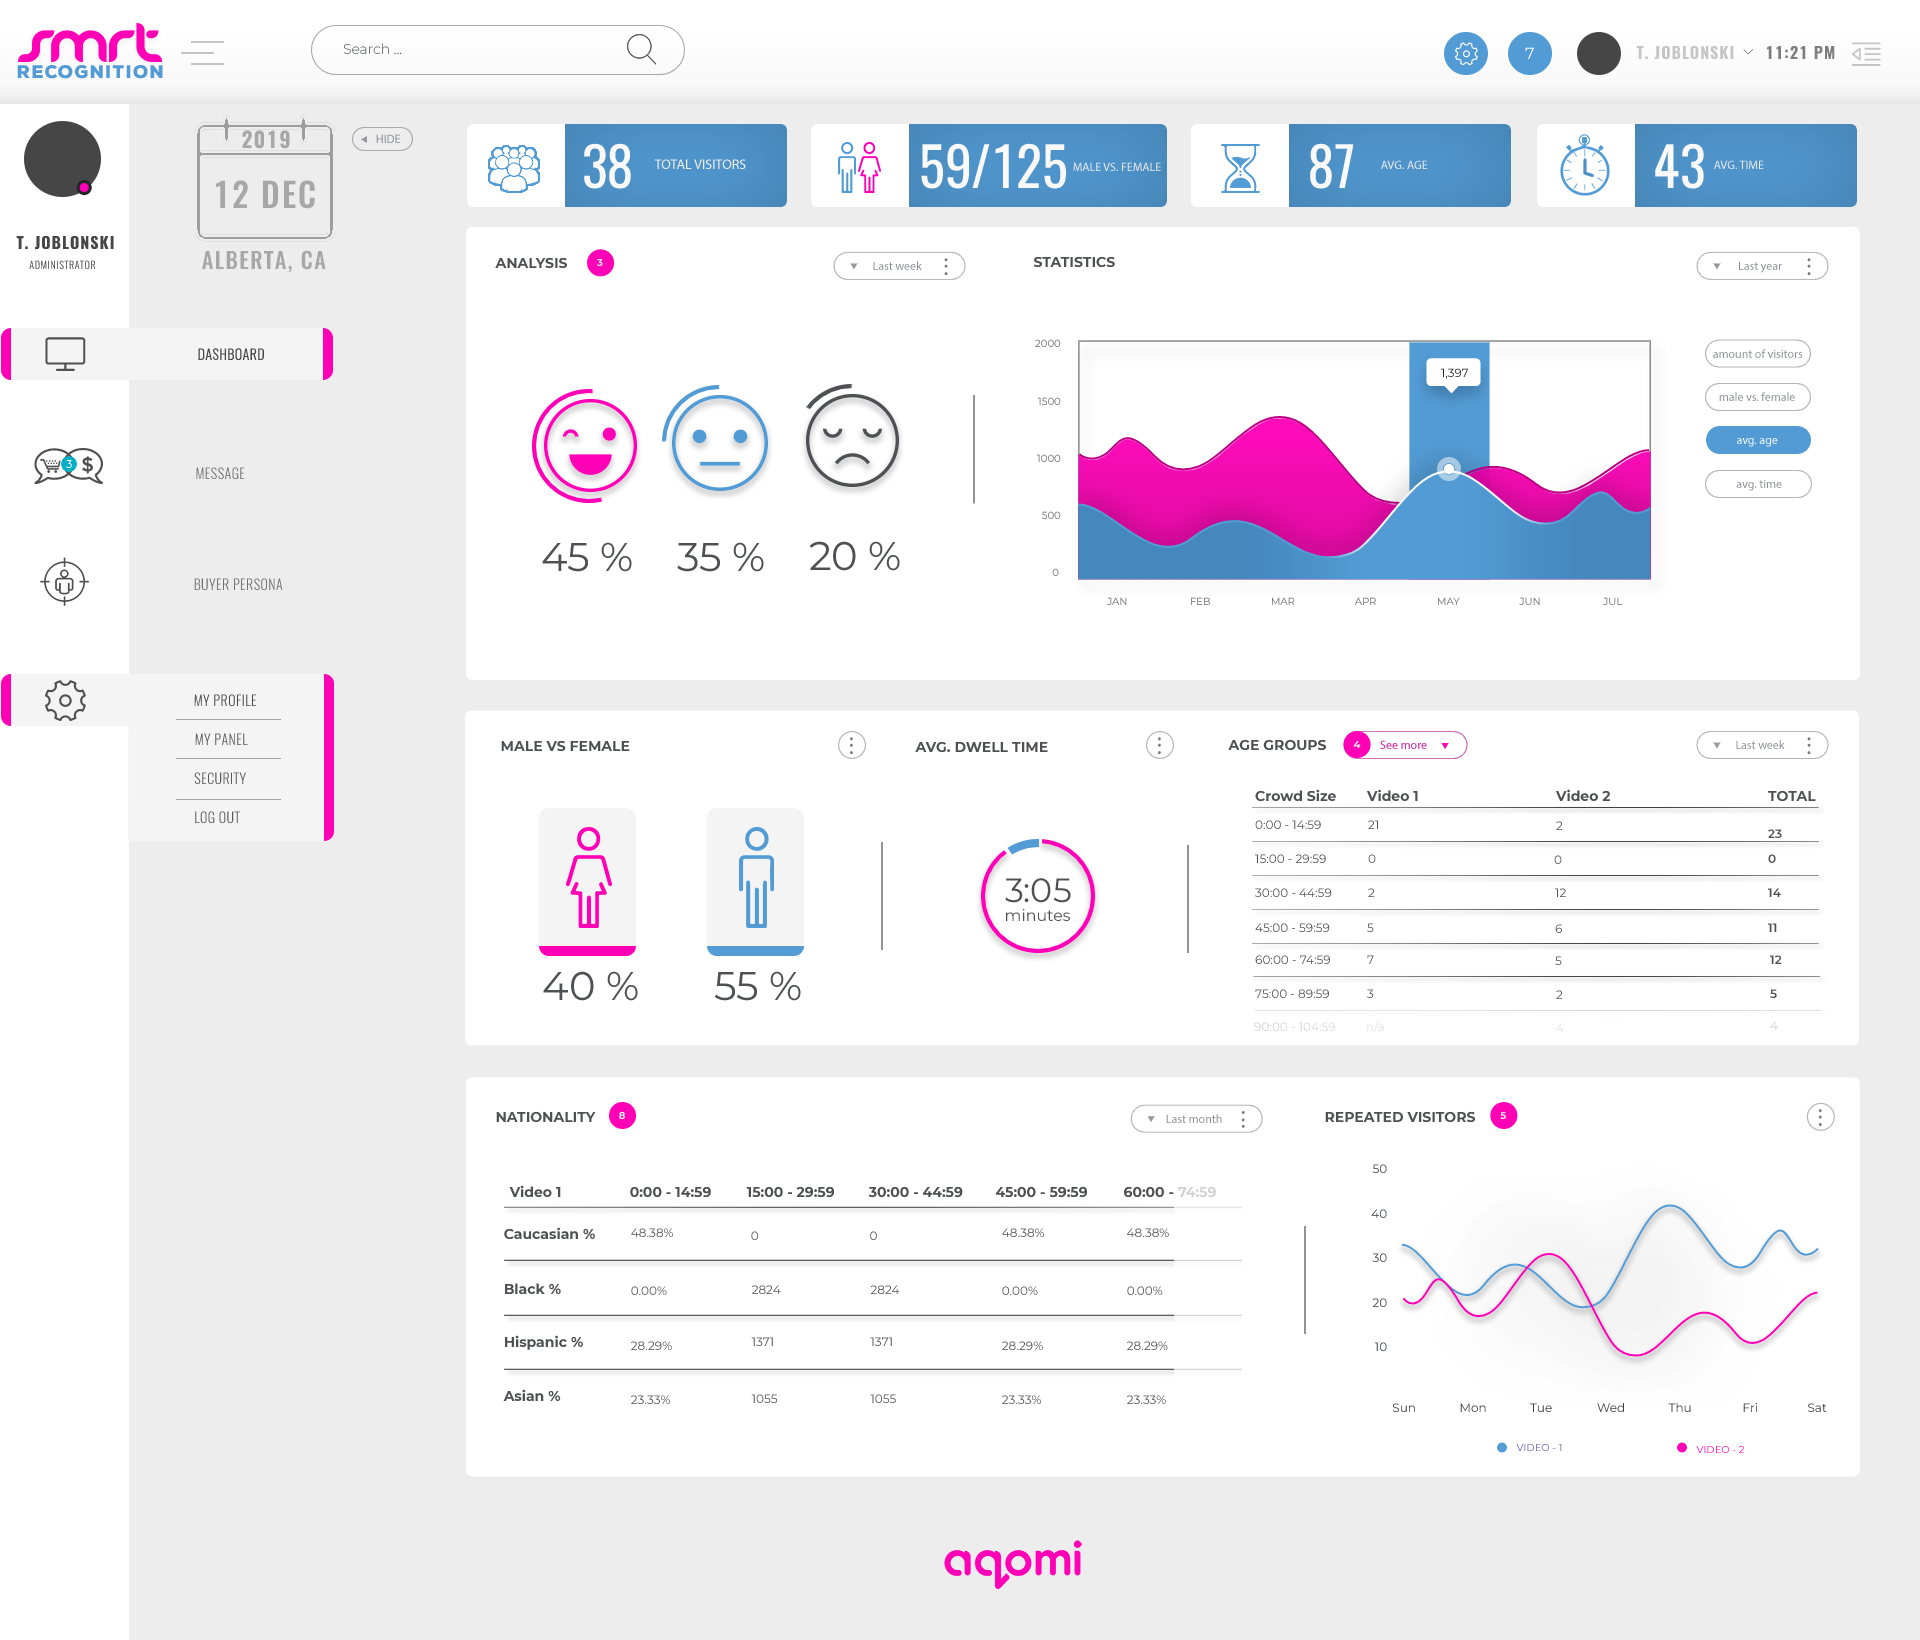 smrt
RECOGNITION
Search ...
7
T. JOBLONSKI
11:21 PM
T. JOBLONSKI
ADMINISTRATOR
2019
12 DEC
ALBERTA, CA
HIDE
DASHBOARD
3
$
MESSAGE
BUYER PERSONA
MY PROFILE
MY PANEL
SECURITY
LOG OUT
38 TOTAL VISITORS
59/125 MALE VS. FEMALE
87 AVG. AGE
43 AVG. TIME
ANALYSIS 3
Last week
45 % 35 % 20 %
STATISTICS
Last year
2000
1500
1000
500
0
1,397
JAN FEB MAR APR MAY JUN JUL
amount of visitors
male vs. female
avg. age
avg. time
MALE VS FEMALE
40 % 55 %
AVG. DWELL TIME
3:05
minutes
AGE GROUPS 4 See more
Last week
Crowd Size Video 1 Video 2 TOTAL
0:00 - 14:59 21 2 23
15:00 - 29:59 0 0 0
30:00 - 44:59 2 12 14
45:00 - 59:59 5 6 11
60:00 - 74:59 7 5 12
75:00 - 89:59 3 2 5
90:00 - 104:59 n/a 4 4
NATIONALITY 8
Last month
Video 1 0:00 - 14:59 15:00 - 29:59 30:00 - 44:59 45:00 - 59:59 60:00 - 74:59
Caucasian % 48.38% 0 0 48.38% 48.38%
Black % 0.00% 2824 2824 0.00% 0.00%
Hispanic % 28.29% 1371 1371 28.29% 28.29%
Asian % 23.33% 1055 1055 23.33% 23.33%
REPEATED VISITORS 5
50
40
30
20
10
Sun Mon Tue Wed Thu Fri Sat
VIDEO - 1 VIDEO - 2
aqomi